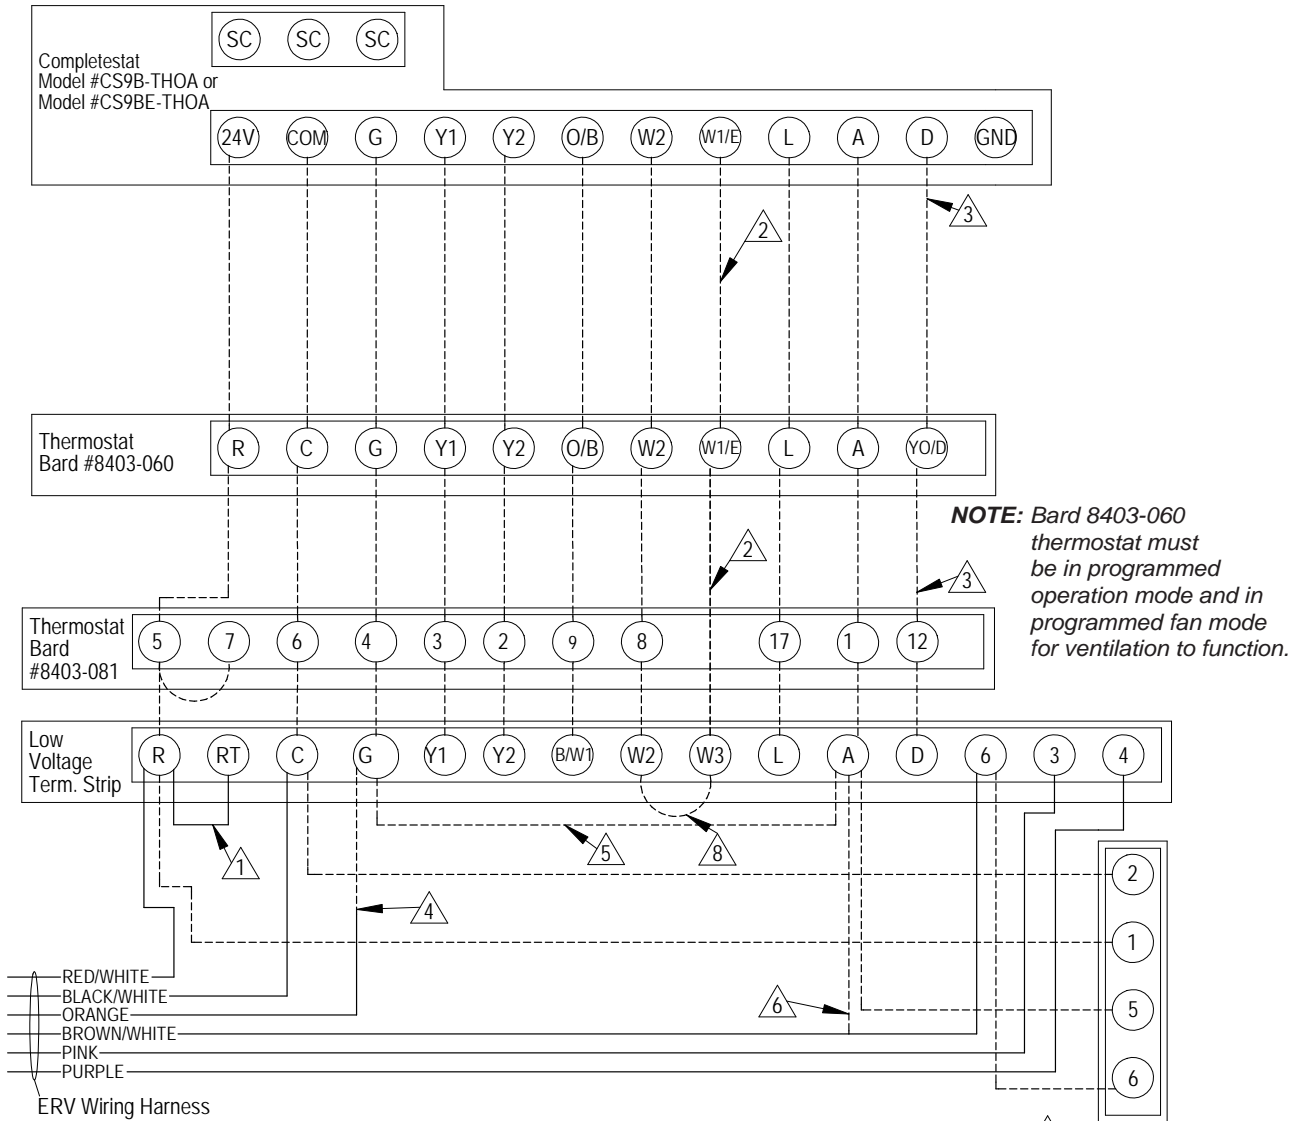 SC SC SC
Completestat
Model #CS9B-THOA or
Model #CS9BE-THOA
24V COM G Y1 Y2 O/B W2 W1/E L A D GND
3
2
Thermostat
Bard #8403-060
R C G Y1 Y2 O/B W2 W1/E L A YO/D
NOTE: Bard 8403-060
thermostat must
be in programmed
operation mode and in
programmed fan mode
for ventilation to function.
2
3
Thermostat
Bard
#8403-081
5 7 6 4 3 2 9 8 17 1 12
Low
Voltage
Term. Strip
R RT C G Y1 Y2 B/W1 W2 W3 L A D 6 3 4
1
5
8
2
4
1
RED/WHITE
BLACK/WHITE
ORANGE
BROWN/WHITE
PINK
PURPLE
6
5
6
ERV Wiring Harness